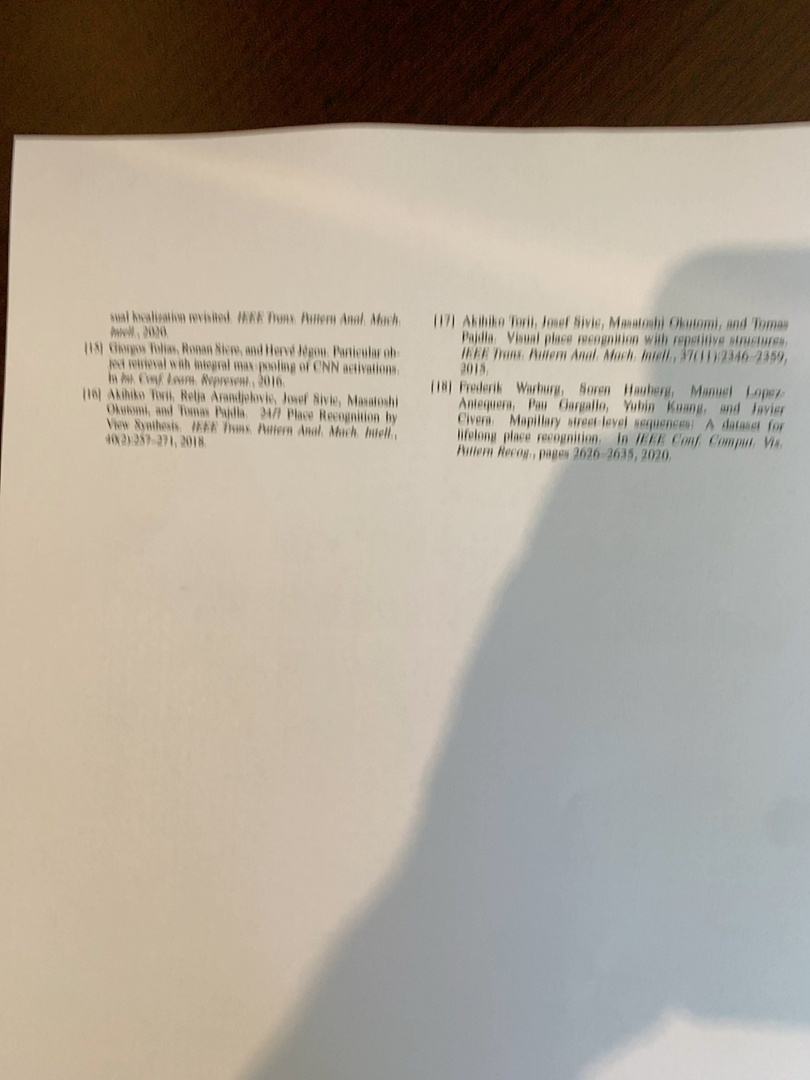 sual localization revisited. IEEE Trans. Pattern Anal. Mach.
Intell., 2020.
[15] Giorgos Tolias, Ronan Sicre, and Hervé Jégou. Particular ob-
ject retrieval with integral max-pooling of CNN activations.
In Int. Conf. Learn. Represent., 2016.
[16] Akihiko Torii, Relja Arandjelovic, Josef Sivic, Masatoshi
Okutomi, and Tomas Pajdla. 24/7 Place Recognition by
View Synthesis. IEEE Trans. Pattern Anal. Mach. Intell.,
40(2):257–271, 2018.
[17] Akihiko Torii, Josef Sivic, Masatoshi Okutomi, and Tomas
Pajdla. Visual place recognition with repetitive structures.
IEEE Trans. Pattern Anal. Mach. Intell., 37(11):2346–2359,
2015.
[18] Frederik Warburg, Soren Hauberg, Manuel Lopez-
Antequera, Pau Gargallo, Yubin Kuang, and Javier
Civera. Mapillary street-level sequences: A dataset for
lifelong place recognition. In IEEE Conf. Comput. Vis.
Pattern Recog., pages 2626–2635, 2020.